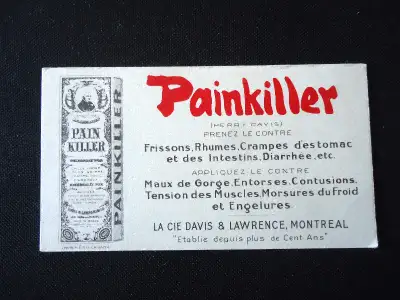 PAIN
KILLER
PAINKILLER
Painkiller
(PERRY DAVIS)
PRENEZ LE CONTRE
Frissons, Rhumes, Crampes d'estomac
et des Intestins, Diarrhée, etc.
APPLIQUEZ LE CONTRE
Maux de Gorge, Entorses, Contusions,
Tension des Muscles, Morsures du Froid
et Engelures
LA CIE DAVIS & LAWRENCE, MONTREAL
"Etablie depuis plus de Cent Ans"